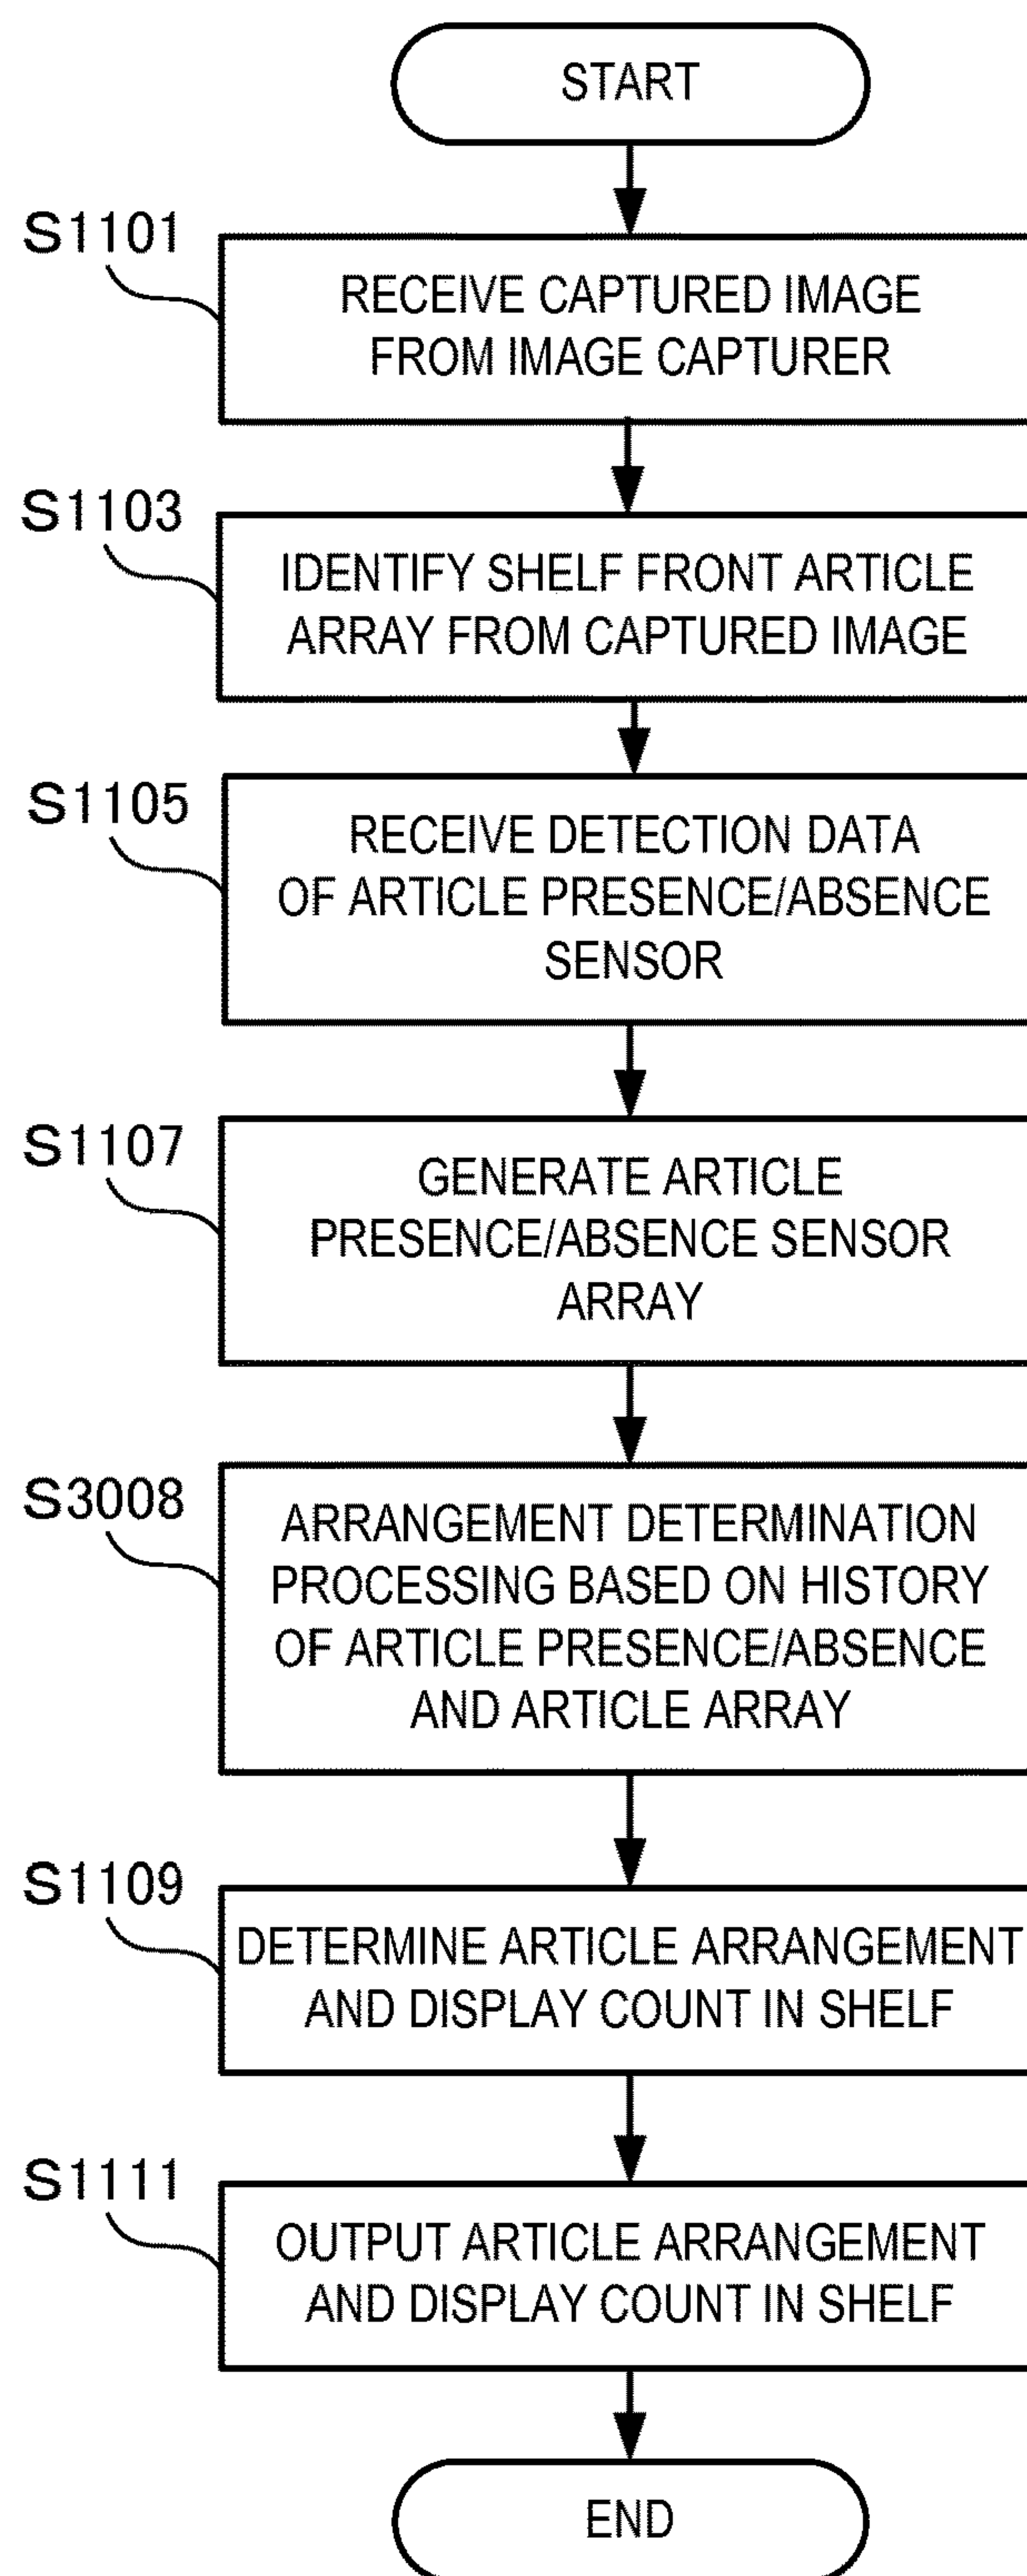 START
S1101
RECEIVE CAPTURED IMAGE
FROM IMAGE CAPTURER
S1103
IDENTIFY SHELF FRONT ARTICLE
ARRAY FROM CAPTURED IMAGE
S1105
RECEIVE DETECTION DATA
OF ARTICLE PRESENCE/ABSENCE
SENSOR
S1107
GENERATE ARTICLE
PRESENCE/ABSENCE SENSOR
ARRAY
S3008
ARRANGEMENT DETERMINATION
PROCESSING BASED ON HISTORY
OF ARTICLE PRESENCE/ABSENCE
AND ARTICLE ARRAY
S1109
DETERMINE ARTICLE ARRANGEMENT
AND DISPLAY COUNT IN SHELF
S1111
OUTPUT ARTICLE ARRANGEMENT
AND DISPLAY COUNT IN SHELF
END